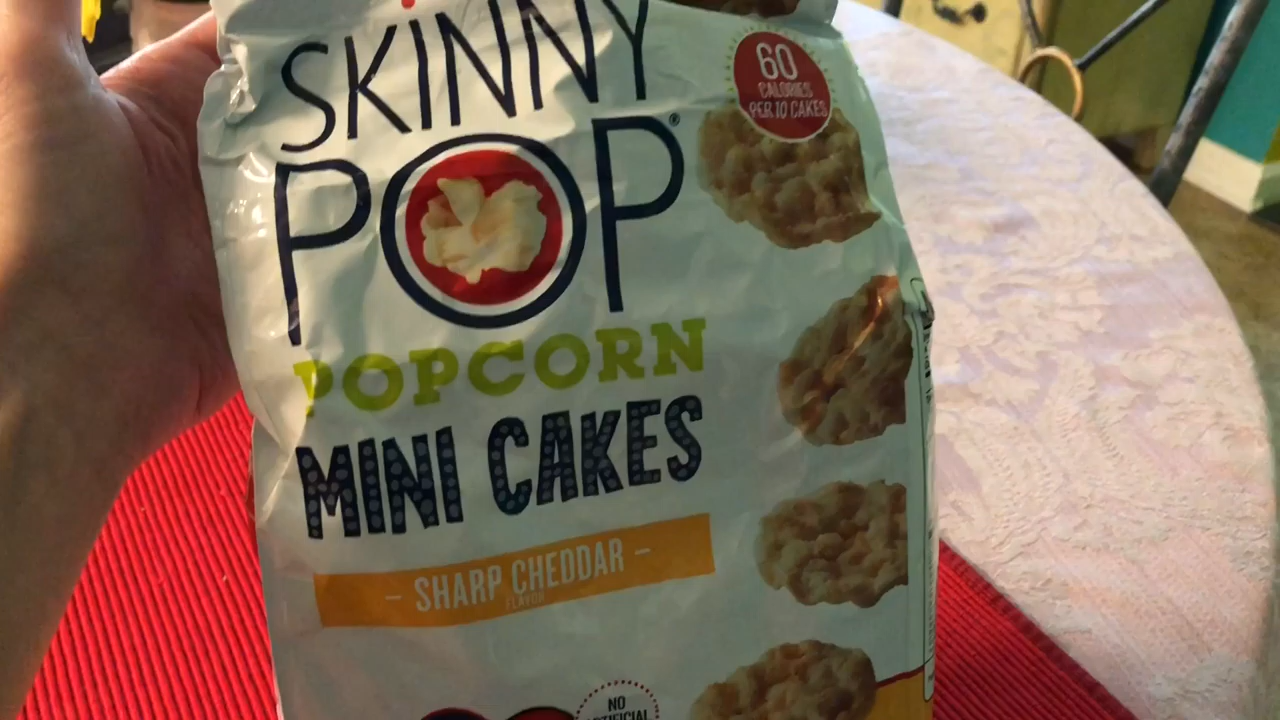 SKINNY
POP®
60
CALORIES
PER 10 CAKES
POPCORN
MINI CAKES
- SHARP CHEDDAR -
FLAVOR
NO